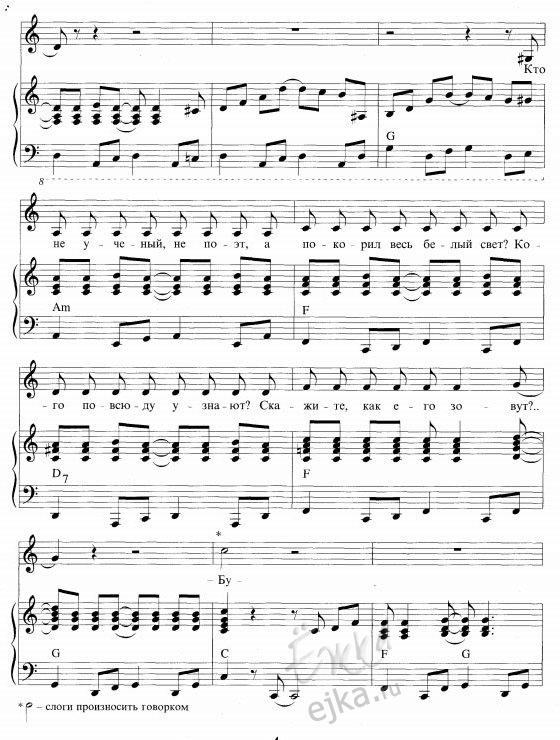 Кто
G
8
не у - че - ный, не по - эт, а по - ко - рил весь бе - лый свет? Ко -
Am F
- го по - всю - ду у - зна - ют? Ска - жи - те, как е - го зо - вут?..
D7 F
*
- Бу -
G C F G
Ёжка
ejka.ru
* – слоги произносить говорком